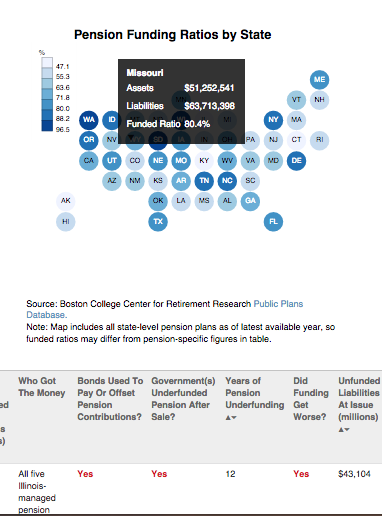 Pension Funding Ratios by State
%
47.1
55.3
63.6
71.8
80.0
88.2
96.5
Missouri
Assets $51,252,541
Liabilities $63,713,398
Funded Ratio 80.4%
ME
VT NH
WA ID NY MA
OR NV PA NJ CT RI
CA UT CO NE MO KY WV VA MD DE
AZ NM KS AR TN NC SC
AK OK LA MS AL GA
HI TX FL
Source: Boston College Center for Retirement Research Public Plans
Database.
Note: Map includes all state-level pension plans as of latest available year, so
funded ratios may differ from pension-specific figures in table.
Who Got
The Money
Bonds Used To
Pay Or Offset
Pension
Contributions?
Government(s)
Underfunded
Pension After
Sale?
Years of
Pension
Underfunding
▲▼
Did
Funding
Get
Worse?
Unfunded
Liabilities
At Issue
(millions)
▲▼
All five
Illinois-
managed
pension
Yes
Yes
12
Yes
$43,104